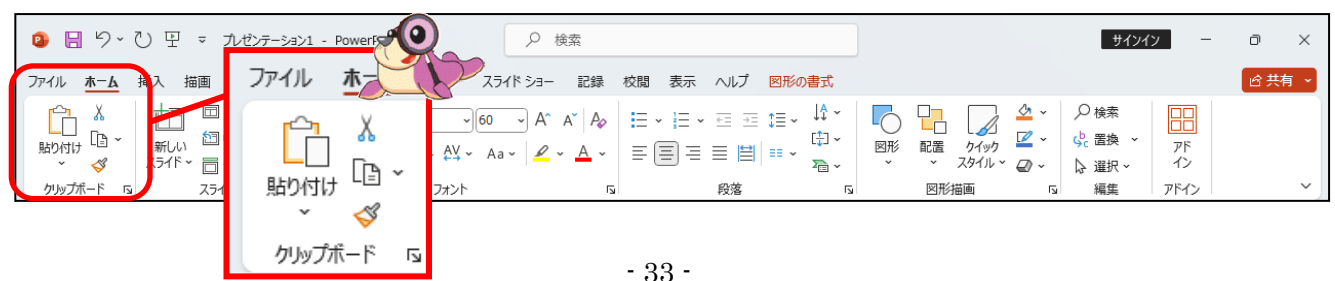 プレゼンテーション1 - PowerP
検索
サインイン
ファイル ホーム 挿入 描画
スライド ショー 記録 校閲 表示 ヘルプ 図形の書式
共有
ファイル
貼り付け
クリップボード
貼り付け
クリップボード
新しい
スライド
60
A A A
AV Aa A
フォント
段落
図形
配置
クイック
スタイル
図形描画
検索
置換
選択
編集
アド
イン
アドイン
- 33 -